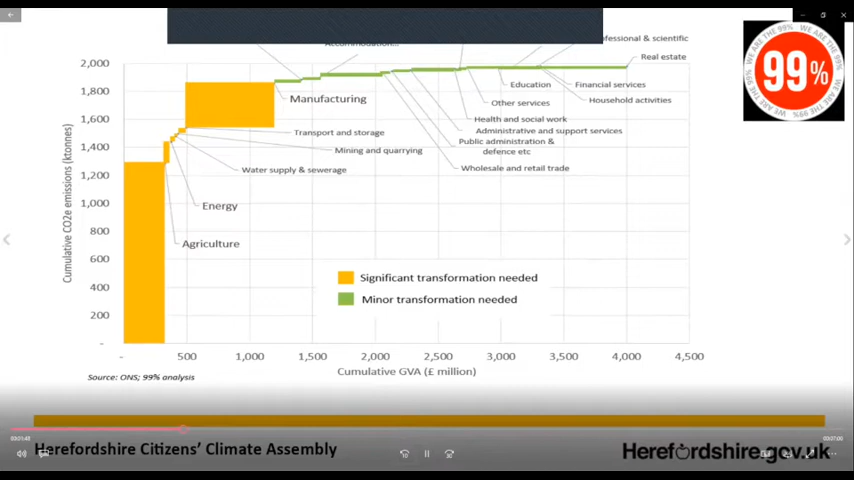 Accommodation...
ofessional & scientific
Real estate
2,000
1,800
1,600
1,400
1,200
1,000
800
600
400
200
-
Cumulative CO2e emissions (ktonnes)
Manufacturing
Education
Financial services
Other services
Household activities
Health and social work
Transport and storage
Administrative and support services
Public administration &
defence etc
Mining and quarrying
Water supply & sewerage
Wholesale and retail trade
Energy
Agriculture
Significant transformation needed
Minor transformation needed
-
500
1,000
1,500
2,000
2,500
3,000
3,500
4,000
4,500
Cumulative GVA (£ million)
Source: ONS; 99% analysis
WE ARE THE 99%
99%
Herefordshire Citizens' Climate Assembly
Herefordshire.gov.uk